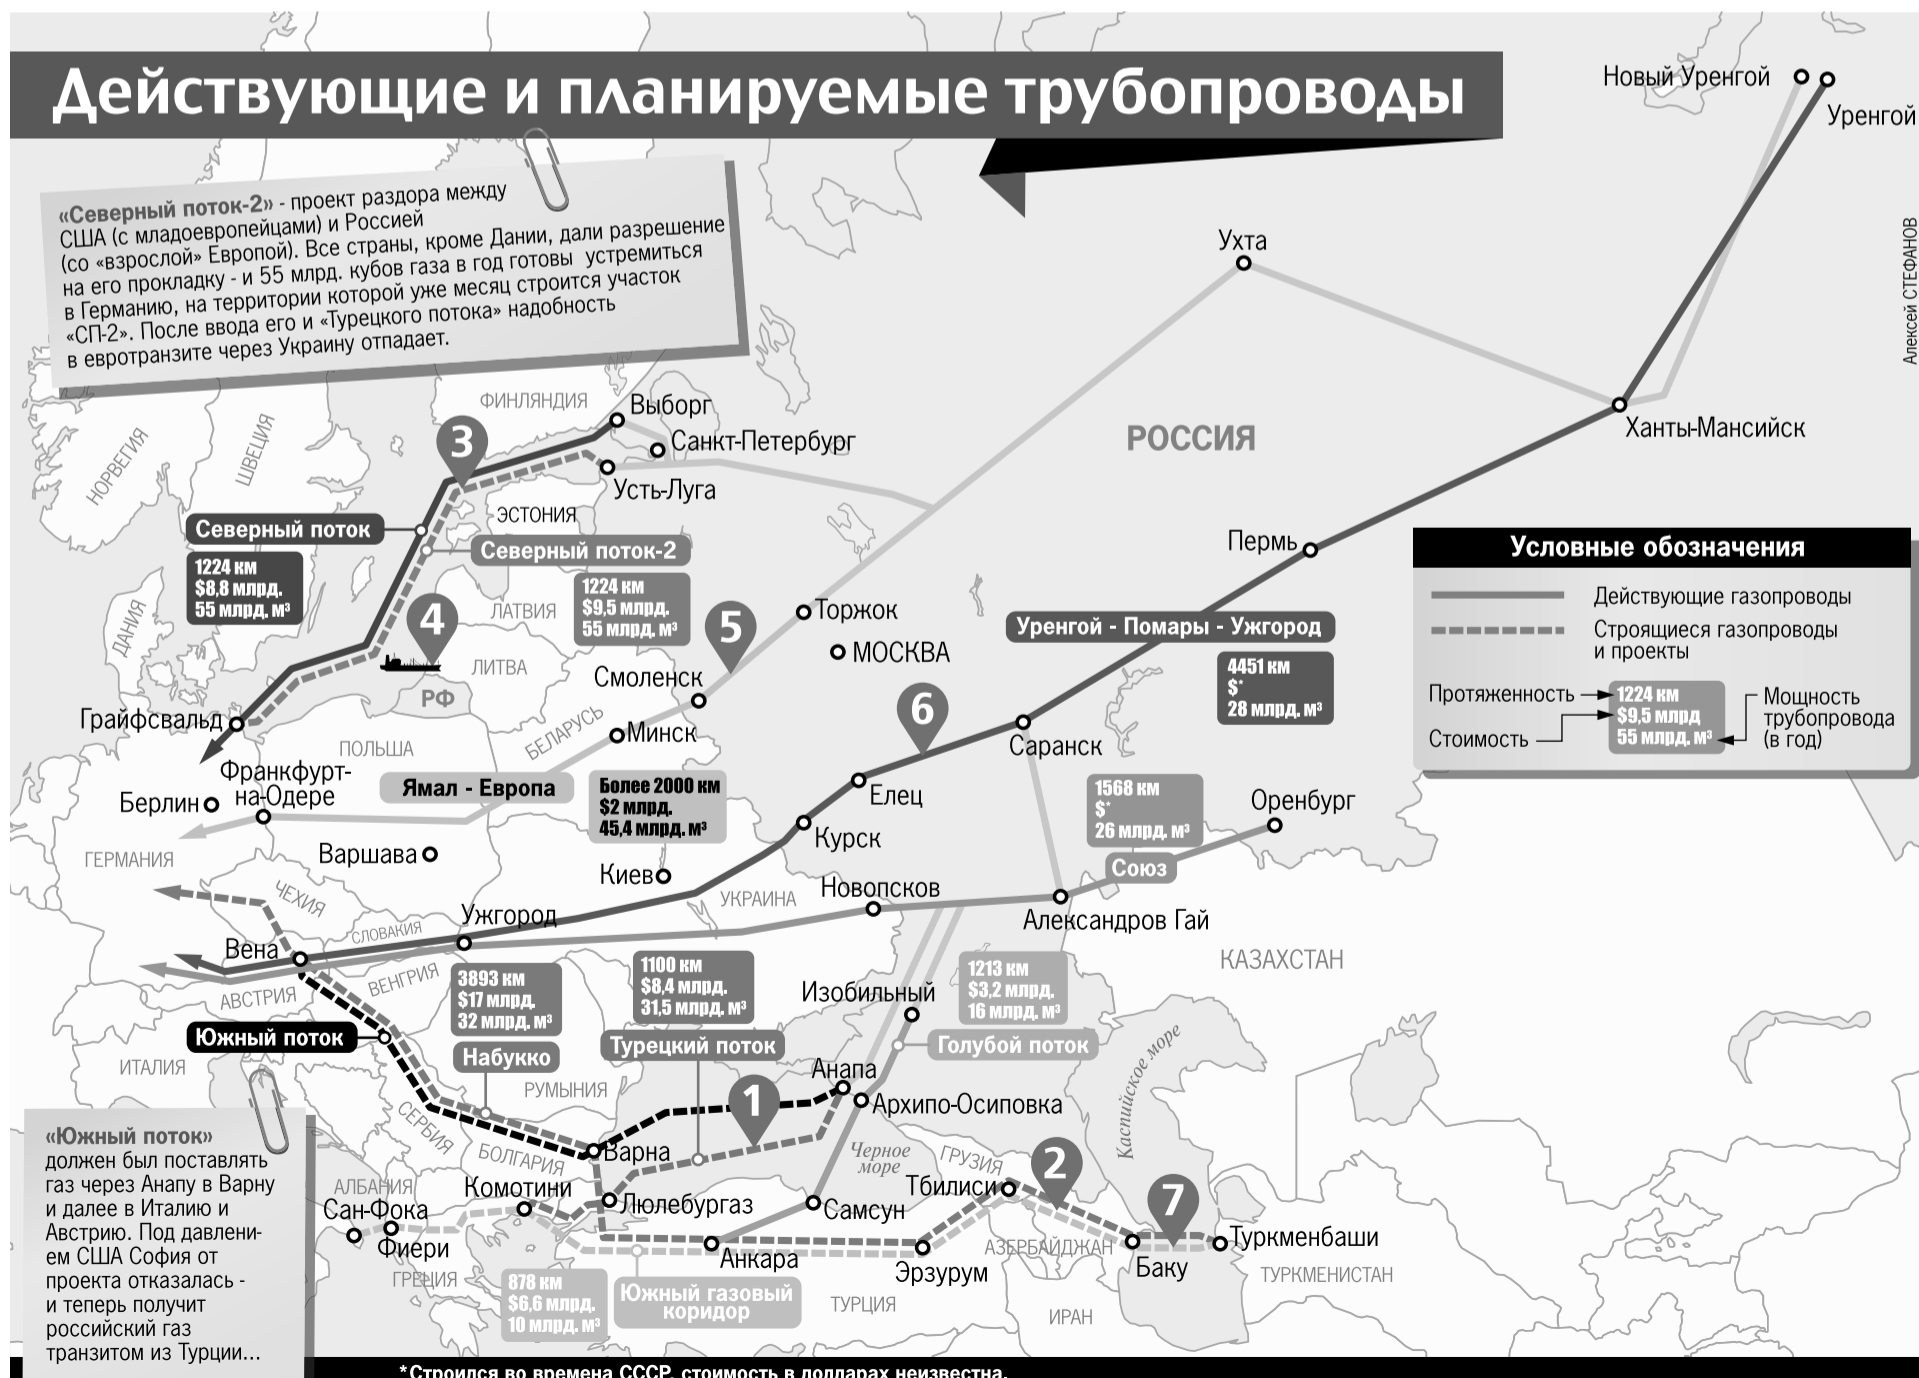 Действующие и планируемые трубопроводы
Новый Уренгой
Уренгой
Алексей СТЕФАНОВ
«Северный поток-2» - проект раздора между
США (с младоевропейцами) и Россией
(со «взрослой» Европой). Все страны, кроме Дании, дали разрешение
на его прокладку - и 55 млрд. кубов газа в год готовы устремиться
в Германию, на территории которой уже месяц строится участок
«СП-2». После ввода его и «Турецкого потока» надобность
в евротранзите через Украину отпадает.
Ухта
ФИНЛЯНДИЯ
Выборг
Санкт-Петербург
Усть-Луга
НОРВЕГИЯ
ШВЕЦИЯ
3
РОССИЯ
Ханты-Мансийск
ЭСТОНИЯ
Северный поток
1224 км
$8,8 млрд.
55 млрд. м³
Северный поток-2
1224 км
$9,5 млрд.
55 млрд. м³
Пермь
Условные обозначения
Действующие газопроводы
Строящиеся газопроводы
и проекты
Протяженность
Стоимость
1224 км
$9,5 млрд
55 млрд. м³
Мощность
трубопровода
(в год)
ДАНИЯ
ЛАТВИЯ
4
5
Торжок
МОСКВА
Уренгой - Помары - Ужгород
4451 км
$*
28 млрд. м³
ЛИТВА
РФ
Смоленск
6
Грайфсвальд
ПОЛЬША
БЕЛАРУСЬ
Минск
Саранск
Франкфурт-
на-Одере
Берлин
Ямал - Европа
Более 2000 км
$2 млрд.
45,4 млрд. м³
Елец
Курск
1568 км
$*
26 млрд. м³
Союз
Оренбург
ГЕРМАНИЯ
Варшава
Киев
ЧЕХИЯ
УКРАИНА
Новопсков
Александров Гай
Ужгород
СЛОВАКИЯ
Вена
КАЗАХСТАН
АВСТРИЯ
ВЕНГРИЯ
3893 км
$17 млрд.
32 млрд. м³
Набукко
1100 км
$8,4 млрд.
31,5 млрд. м³
Турецкий поток
Изобильный
1213 км
$3,2 млрд.
16 млрд. м³
Голубой поток
Южный поток
ИТАЛИЯ
РУМЫНИЯ
Анапа
1
Архипо-Осиповка
Каспийское море
СЕРБИЯ
БОЛГАРИЯ
Варна
Черное
море
ГРУЗИЯ
2
Тбилиси
7
«Южный поток»
должен был поставлять
газ через Анапу в Варну
и далее в Италию и
Австрию. Под давлени-
ем США София от
проекта отказалась -
и теперь получит
российский газ
транзитом из Турции...
АЛБАНИЯ
Сан-Фока
Фиери
ГРЕЦИЯ
Комотини
Люлебургаз
Самсун
Анкара
Эрзурум
АЗЕРБАЙДЖАН
Баку
Туркменбаши
ТУРКМЕНИСТАН
878 км
$6,6 млрд.
10 млрд. м³
Южный газовый
коридор
ТУРЦИЯ
ИРАН
* Строился во времена СССР, стоимость в долларах неизвестна.